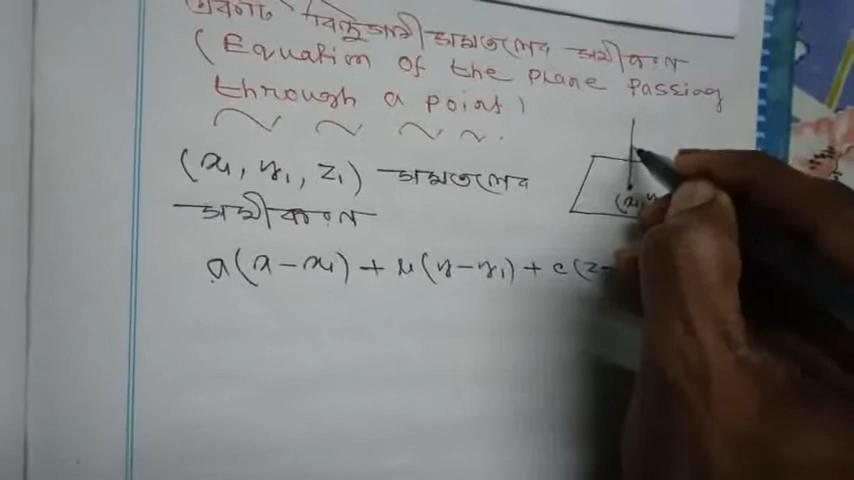 একটি বিন্দুগামী সমতলের সমীকরণ
(Equation of the plane passing
through a point)
(x₁, y₁, z₁) সমতলের
সমীকরণ
a(x-x₁) + b(y-y₁) + c(z-
(x₁, y